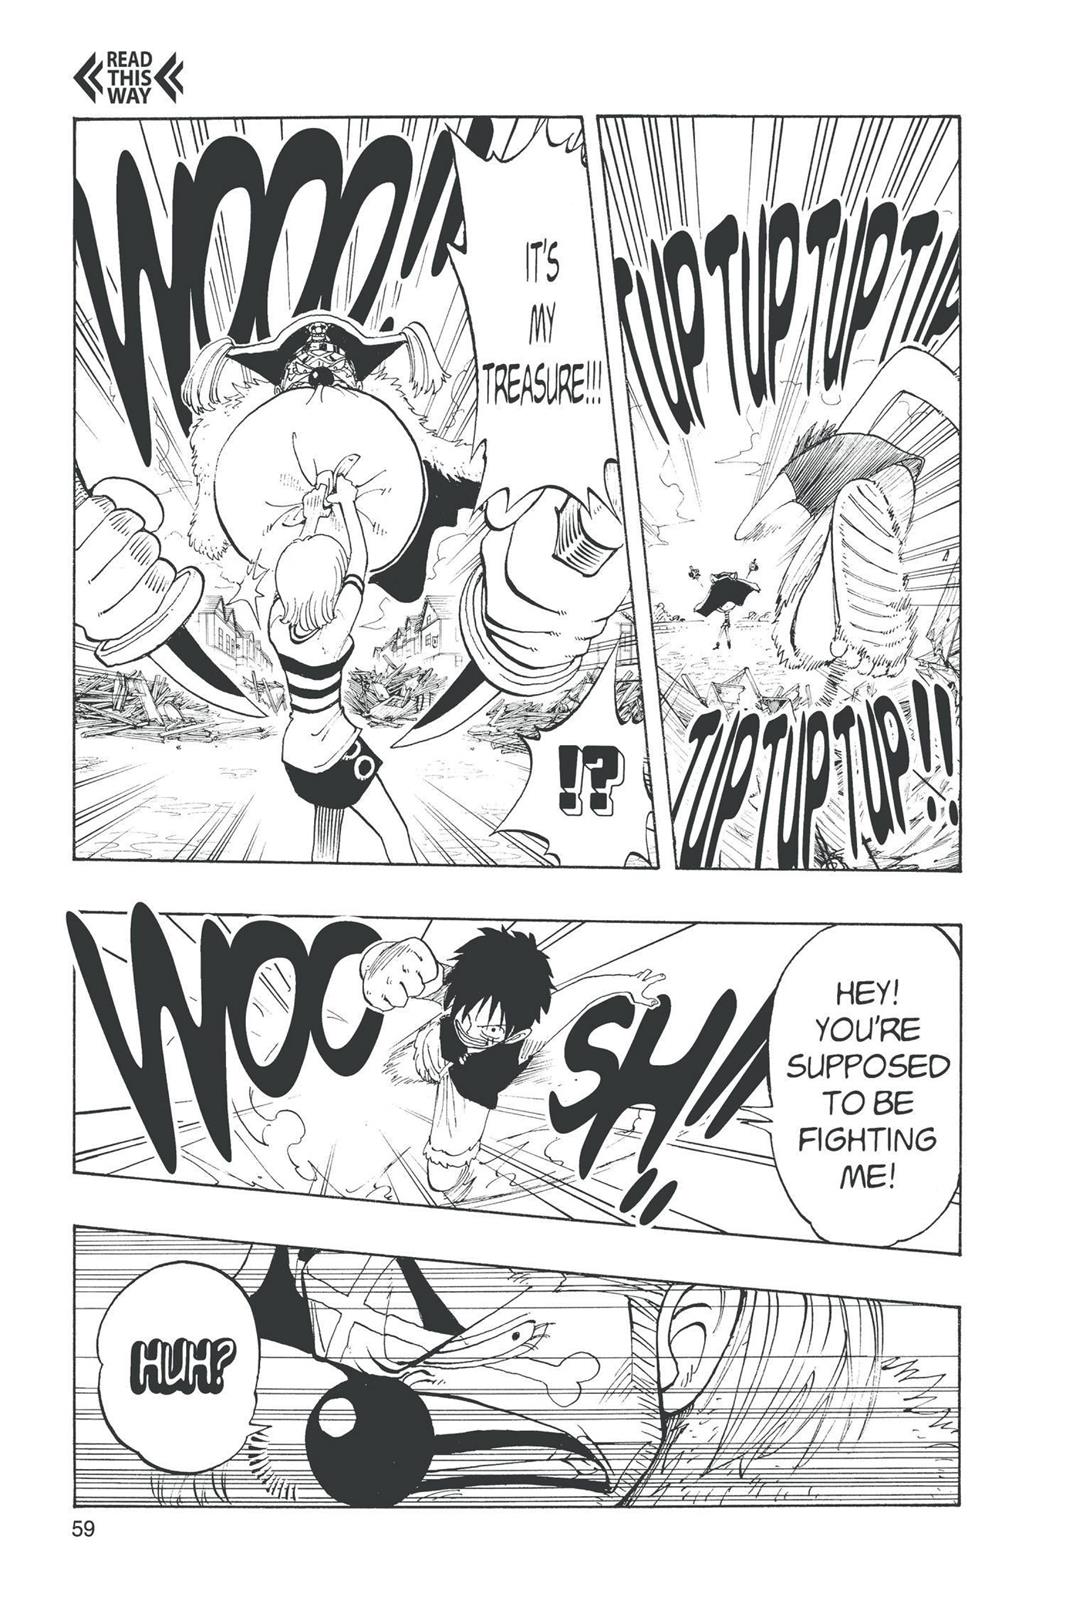 READ
THIS
WAY
TUP TUP TUP TUP
TUP TUP TUP!!
IT'S
MY
TREASURE!!!
WOOO!!
!?
HEY!
YOU'RE
SUPPOSED
TO BE
FIGHTING
ME!
WOOSH!!
HUH?
59